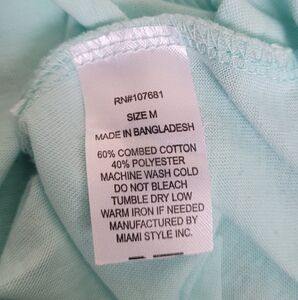 RN#107681
SIZE M
MADE IN BANGLADESH
60% COMBED COTTON
40% POLYESTER
MACHINE WASH COLD
DO NOT BLEACH
TUMBLE DRY LOW
WARM IRON IF NEEDED
MANUFACTURED BY
MIAMI STYLE INC.